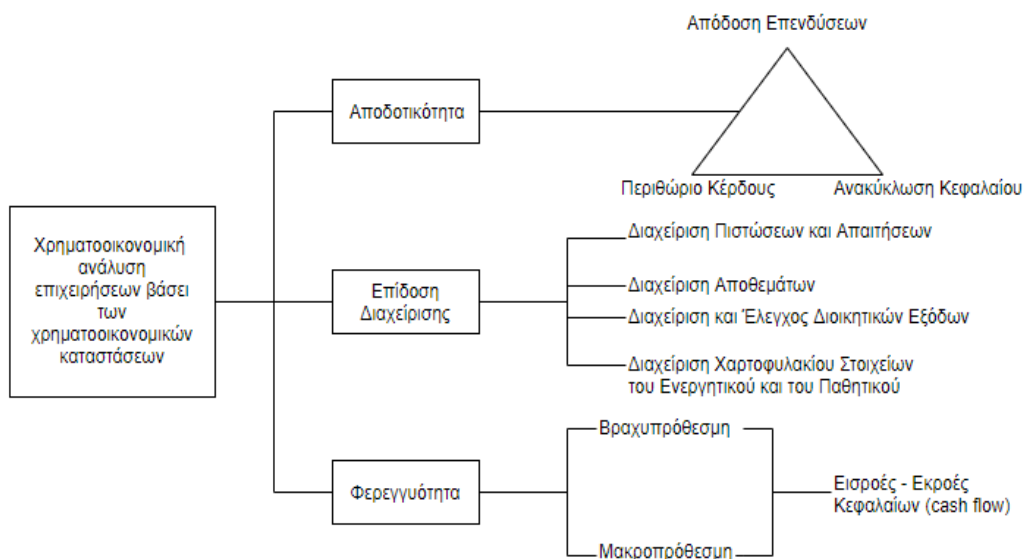 Απόδοση Επενδύσεων
Αποδοτικότητα
Περιθώριο Κέρδους
Ανακύκλωση Κεφαλαίου
Χρηματοοικονομική
ανάλυση
επιχειρήσεων βάσει
των
χρηματοοικονομικών
καταστάσεων
Επίδοση
Διαχείρισης
Διαχείριση Πιστώσεων και Απαιτήσεων
Διαχείριση Αποθεμάτων
Διαχείριση και Έλεγχος Διοικητικών Εξόδων
Διαχείριση Χαρτοφυλακίου Στοιχείων
του Ενεργητικού και του Παθητικού
Φερεγγυότητα
Βραχυπρόθεσμη
Μακροπρόθεσμη
Εισροές - Εκροές
Κεφαλαίων (cash flow)